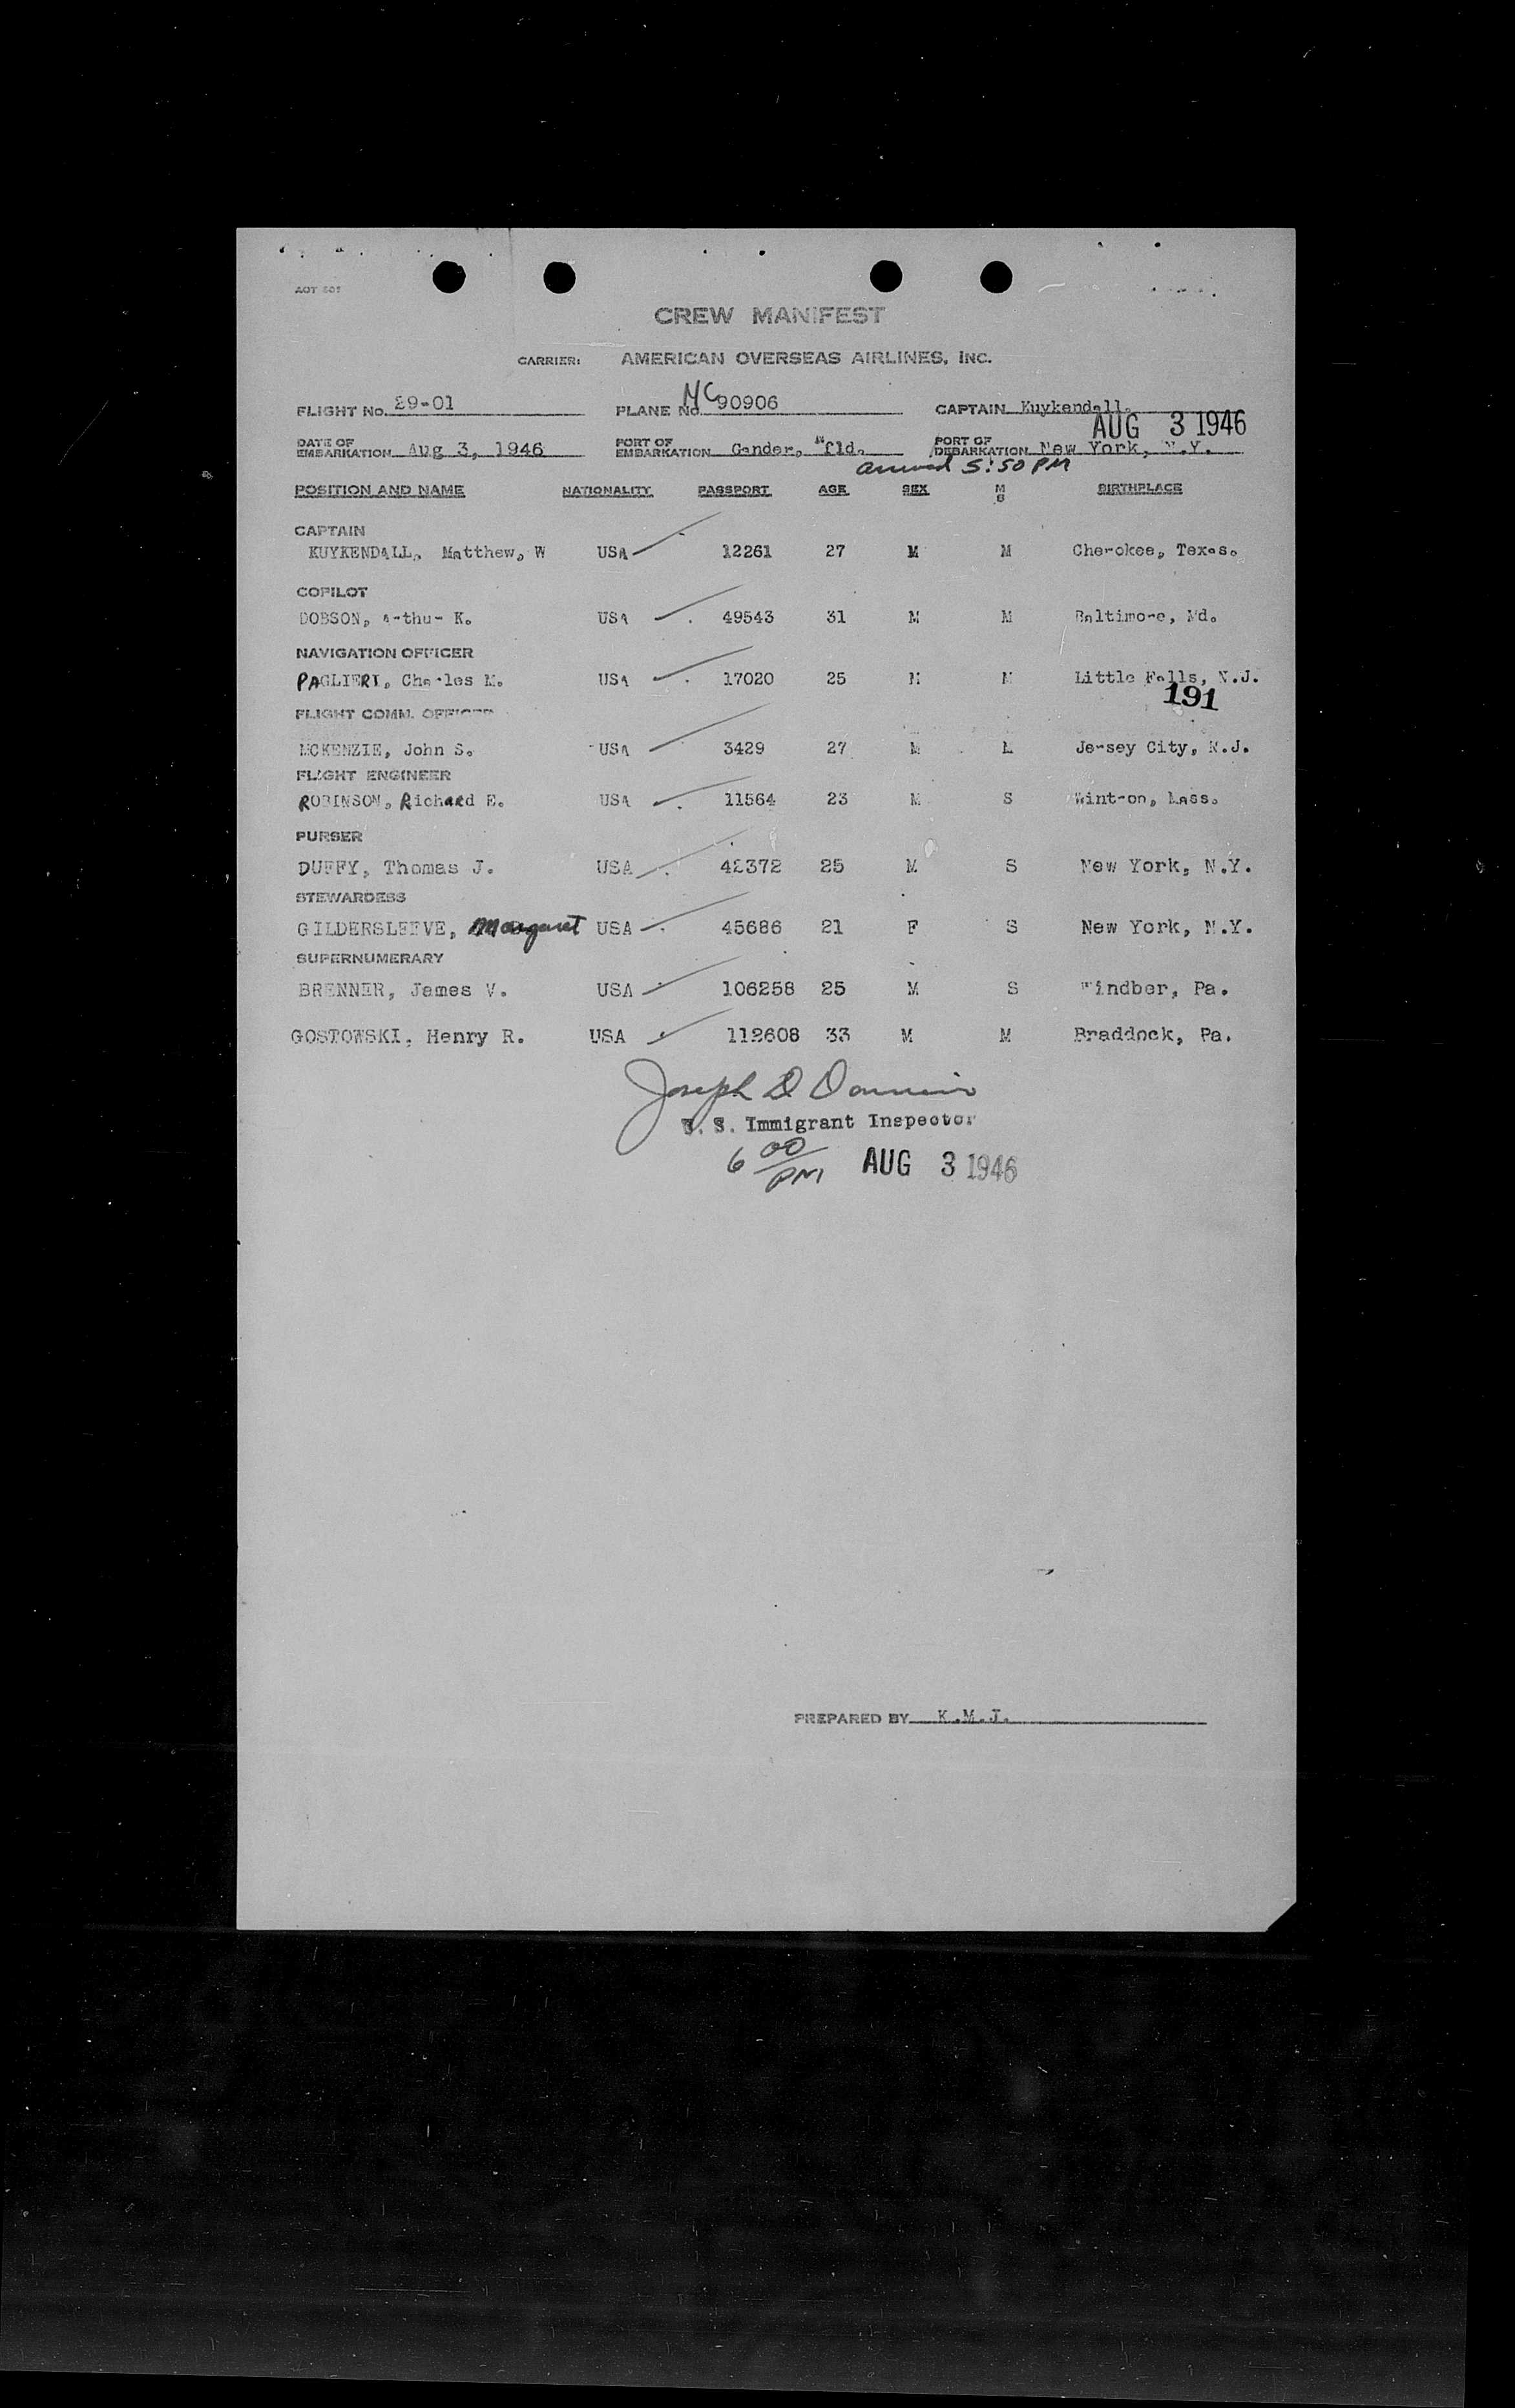 CREW MANIFEST
CARRIER: AMERICAN OVERSEAS AIRLINES, INC.
FLIGHT No. 29-01 PLANE No. NC 90906 CAPTAIN Kuykendall.
AUG 3 1946
DATE OF EMBARKATION Aug 3, 1946 PORT OF EMBARKATION Gander, Nfld. PORT OF DEBARKATION New York, N.Y.
arrived 5:50 PM
POSITION AND NAME NATIONALITY PASSPORT AGE SEX M S BIRTHPLACE
CAPTAIN
KUYKENDALL, Matthew, W USA 12261 27 M M Cherokee, Texas.
COPILOT
DOBSON, Arthur K. USA 49543 31 M M Baltimore, Md.
NAVIGATION OFFICER
PAGLIERI, Charles M. USA 17020 25 M M Little Falls, N.J.
191
FLIGHT COMM. OFFICER
MCKENZIE, John S. USA 3429 27 M M Jersey City, N.J.
FLIGHT ENGINEER
ROBINSON, Richard E. USA 11564 23 M S Wintron, Mass.
PURSER
DUFFY, Thomas J. USA 42372 25 M S New York, N.Y.
STEWARDESS
GILDERSLEEVE, Margaret USA 45686 21 F S New York, N.Y.
SUPERNUMERARY
BRENNER, James V. USA 106258 25 M S Windber, Pa.
GOSTOWSKI, Henry R. USA 112608 33 M M Braddock, Pa.
Joseph D
U. S. Immigrant Inspector
6 00 PM AUG 3 1946
PREPARED BY K.M.J.